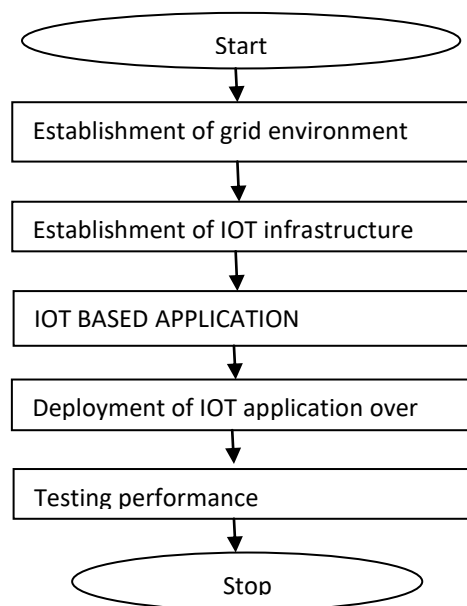 Start
Establishment of grid environment
Establishment of IOT infrastructure
IOT BASED APPLICATION
Deployment of IOT application over
Testing performance
Stop